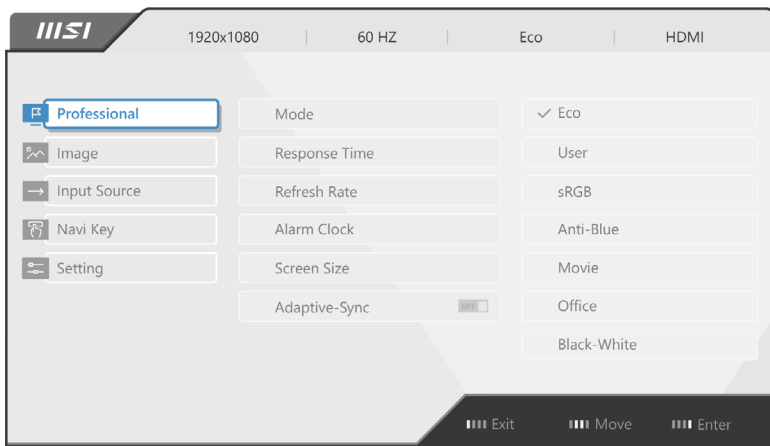 msi 1920x1080 60 HZ Eco HDMI
Professional Mode Eco
Image Response Time User
Input Source Refresh Rate sRGB
Navi Key Alarm Clock Anti-Blue
Setting Screen Size Movie
Adaptive-Sync OFF Office
Black-White
Exit Move Enter